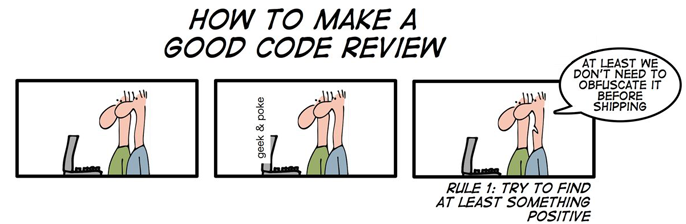 HOW TO MAKE A
GOOD CODE REVIEW
geek & poke
AT LEAST WE
DON'T NEED TO
OBFUSCATE IT
BEFORE
SHIPPING
RULE 1: TRY TO FIND
AT LEAST SOMETHING
POSITIVE